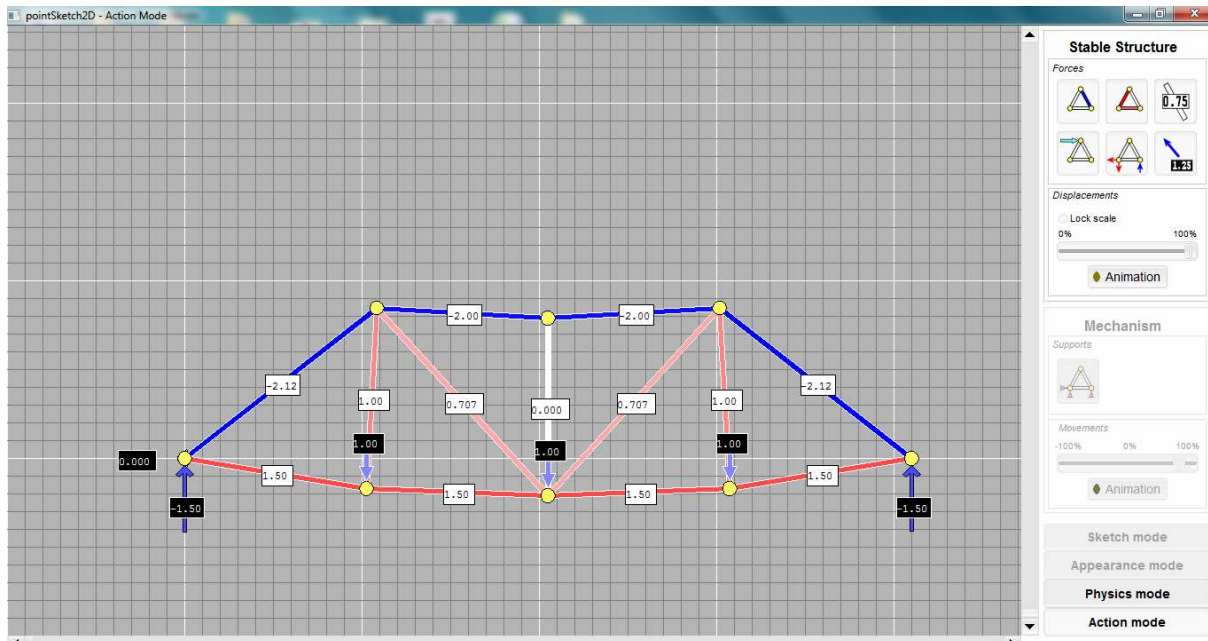 pointSketch2D - Action Mode
Stable Structure
Forces
0.75
1.25
Displacements
Lock scale
0% 100%
Animation
Mechanism
Supports
Movements
-100% 0% 100%
Animation
Sketch mode
Appearance mode
Physics mode
Action mode
-2.00 -2.00
-2.12 -2.12
1.00 0.707 0.000 0.707 1.00
1.00 1.00 1.00
0.000
1.50 1.50 1.50 1.50
-1.50 -1.50